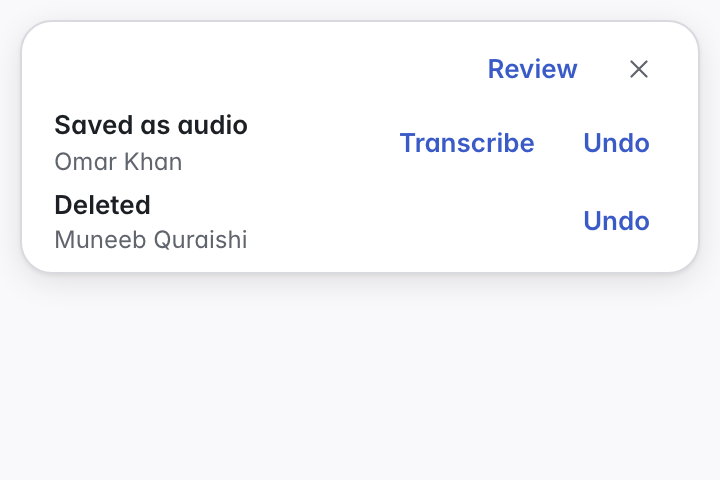 Review
Saved as audio
Omar Khan
Transcribe Undo
Deleted
Muneeb Quraishi
Undo